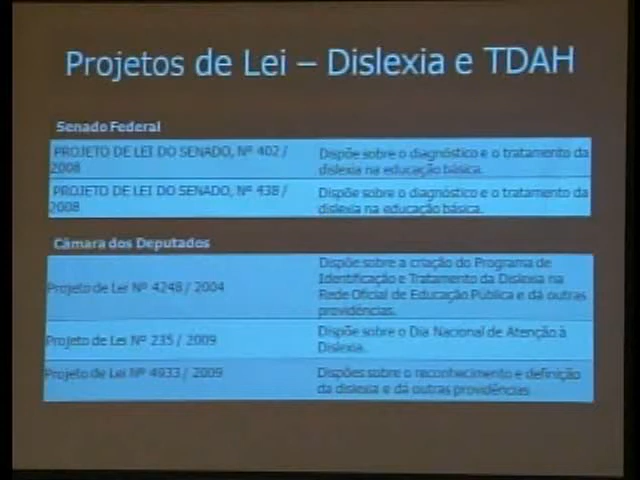 Projetos de Lei – Dislexia e TDAH
Senado Federal
PROJETO DE LEI DO SENADO, Nº 402 /
2008
Dispõe sobre o diagnóstico e o tratamento da
dislexia na educação básica.
PROJETO DE LEI DO SENADO, Nº 438 /
2008
Dispõe sobre o diagnóstico e o tratamento da
dislexia na educação básica.
Câmara dos Deputados
Projeto de Lei Nº 4248 / 2004
Dispõe sobre a criação do Programa de
Identificação e Tratamento da Dislexia na
Rede Oficial de Educação Pública e dá outras
providências.
Projeto de Lei Nº 235 / 2009
Dispõe sobre o Dia Nacional de Atenção à
Dislexia.
Projeto de Lei Nº 4933 / 2009
Dispões sobre o reconhecimento e definição
da dislexia e dá outras providências